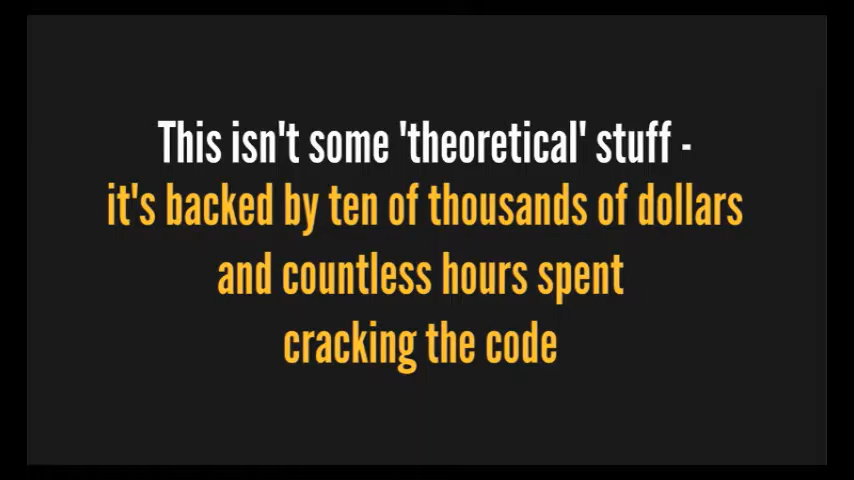 This isn't some 'theoretical' stuff -
it's backed by ten of thousands of dollars
and countless hours spent
cracking the code